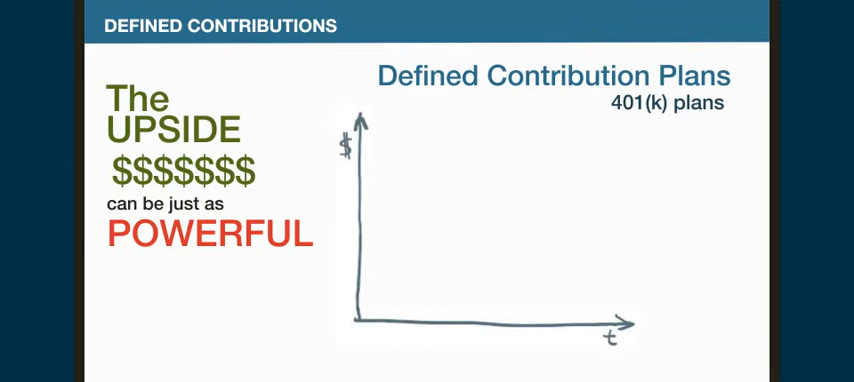 DEFINED CONTRIBUTIONS
The
UPSIDE
$$$$$$$
can be just as
POWERFUL
Defined Contribution Plans
401(k) plans
$
t